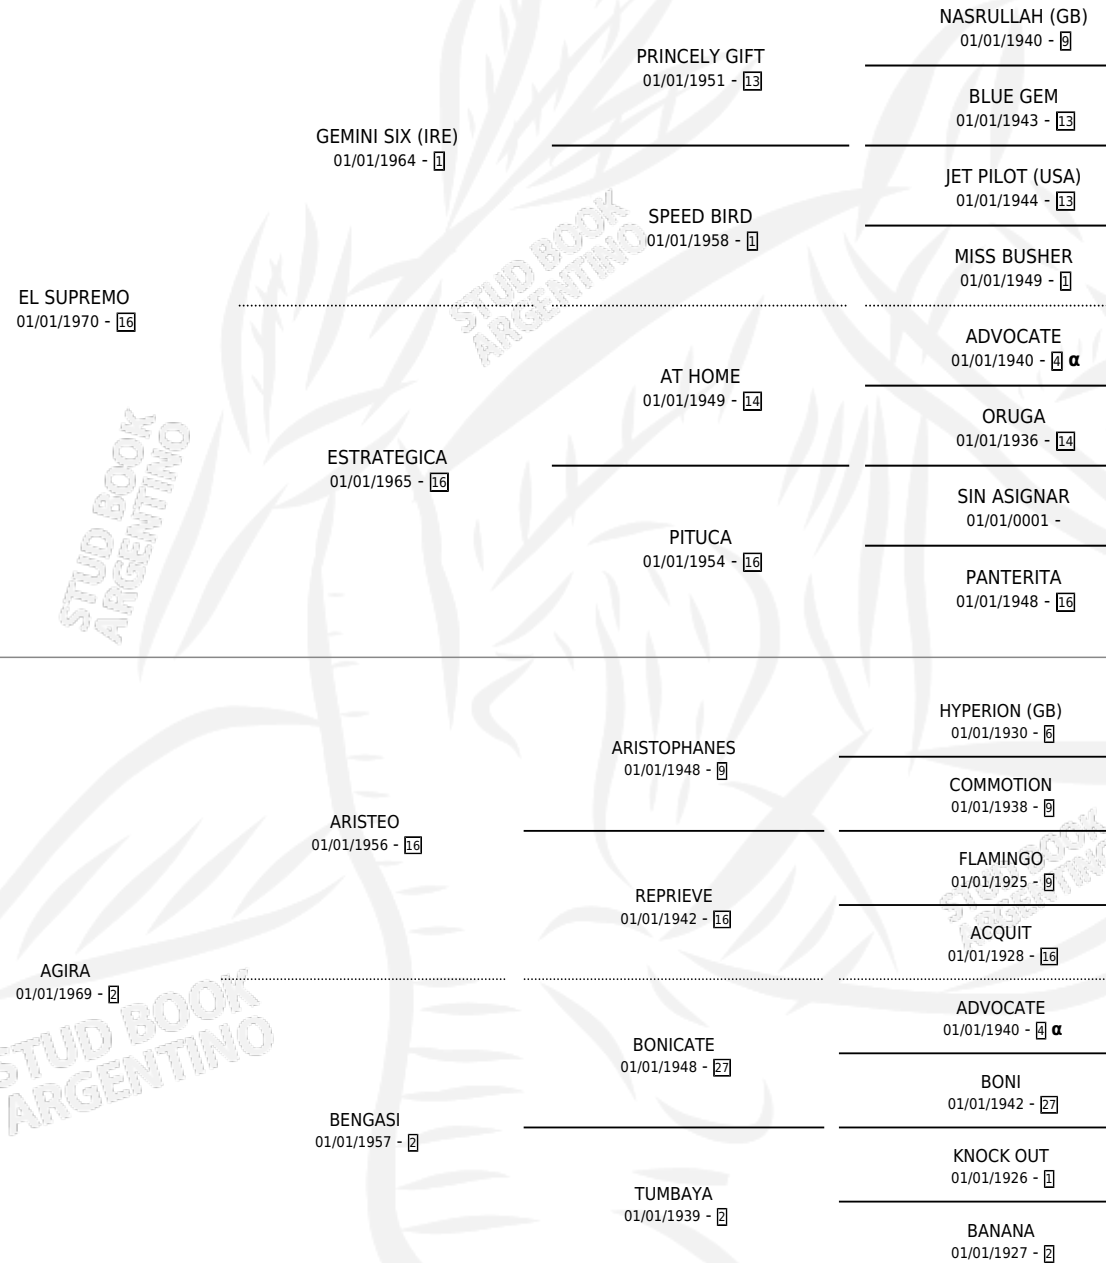 NASRULLAH (GB)
01/01/1940 - 9
PRINCELY GIFT
01/01/1951 - 13
BLUE GEM
01/01/1943 - 13
GEMINI SIX (IRE)
01/01/1964 - 1
JET PILOT (USA)
01/01/1944 - 13
SPEED BIRD
01/01/1958 - 1
MISS BUSHER
01/01/1949 - 1
EL SUPREMO
01/01/1970 - 16
ADVOCATE
01/01/1940 - 4 α
AT HOME
01/01/1949 - 14
ORUGA
01/01/1936 - 14
ESTRATEGICA
01/01/1965 - 16
SIN ASIGNAR
01/01/0001 -
PITUCA
01/01/1954 - 16
PANTERITA
01/01/1948 - 16
HYPERION (GB)
01/01/1930 - 6
ARISTOPHANES
01/01/1948 - 9
COMMOTION
01/01/1938 - 9
ARISTEO
01/01/1956 - 16
FLAMINGO
01/01/1925 - 9
REPRIEVE
01/01/1942 - 16
ACQUIT
01/01/1928 - 16
AGIRA
01/01/1969 - 2
ADVOCATE
01/01/1940 - 4 α
BONICATE
01/01/1948 - 27
BONI
01/01/1942 - 27
BENGASI
01/01/1957 - 2
KNOCK OUT
01/01/1926 - 1
TUMBAYA
01/01/1939 - 2
BANANA
01/01/1927 - 2
STUD BOOK
ARGENTINO
STUD BOOK
ARGENTINO
STUD BOOK
ARGENTINO
STUD BOOK
ARGENTINO